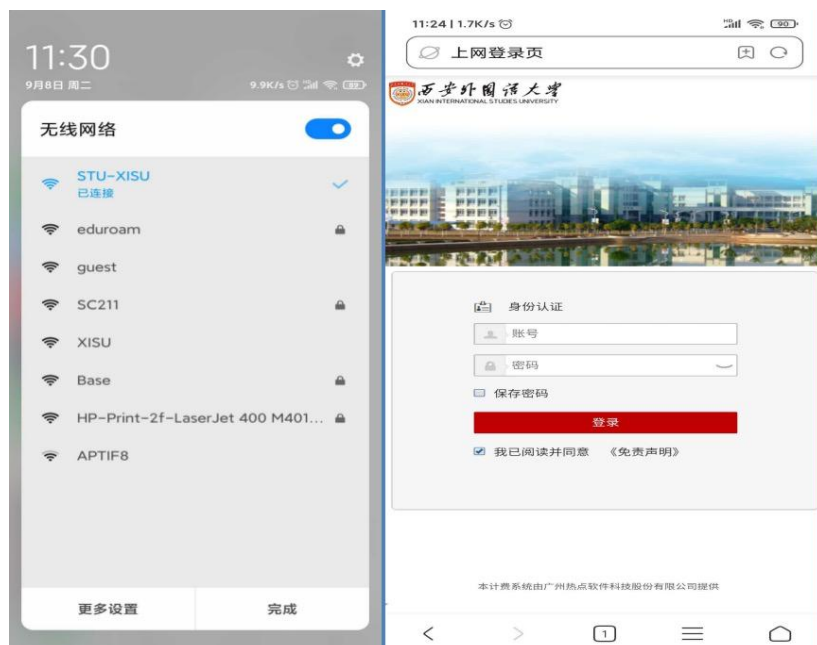 11:30
9月8日 周二
9.9K/s
89
无线网络
STU-XISU
已连接
eduroam
guest
SC211
XISU
Base
HP-Print-2f-LaserJet 400 M401...
APTIF8
更多设置
完成
11:24 | 1.7K/s
90
上网登录页
西安外国语大学
XIAN INTERNATIONAL STUDIES UNIVERSITY
身份认证
账号
密码
保存密码
登录
我已阅读并同意 《免责声明》
本计费系统由广州热点软件科技股份有限公司提供
1